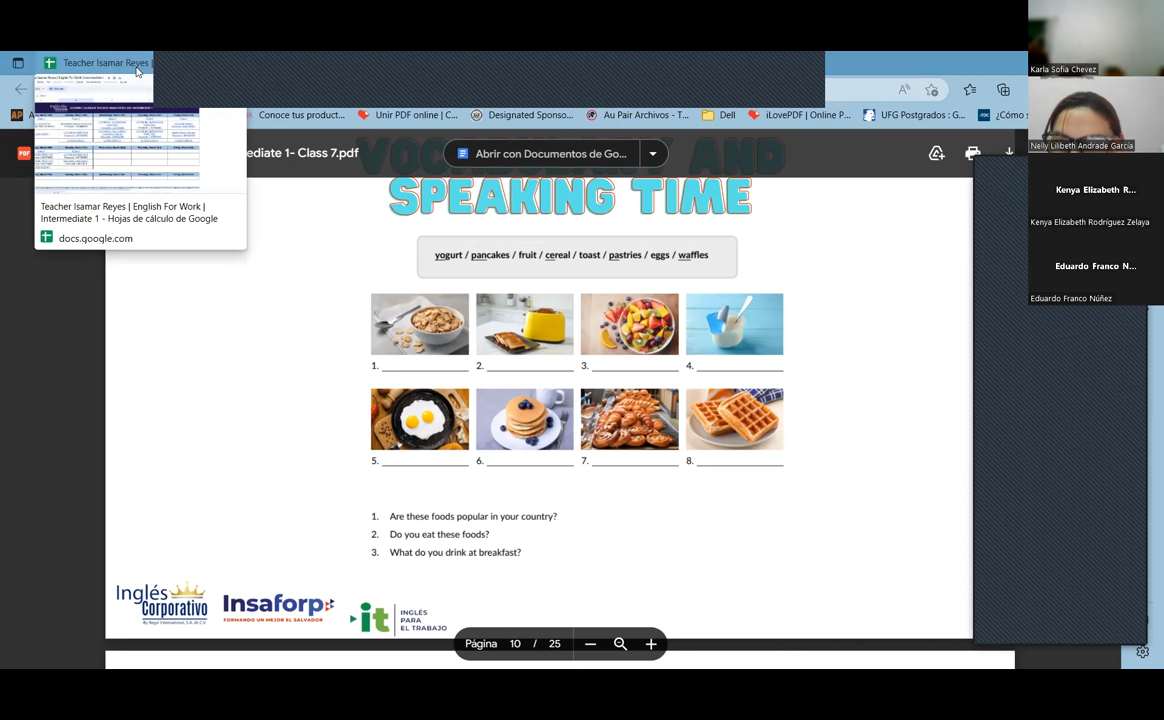 Teacher Isamar Reyes |
Teacher Isamar Reyes | English For Work |
Intermediate 1 - Hojas de cálculo de Google
docs.google.com
Conoce tus product...
Unir PDF online | C...
Designated Sponso...
Au Pair Archivos - T...
Deli
iLovePDF | Online P...
UFG Postgrados : G...
¿Cómo s
PDF
ediate 1- Class 7.pdf
Abrir con Documentos de Go...
SPEAKING TIME
yogurt / pancakes / fruit / cereal / toast / pastries / eggs / waffles
1. 2. 3. 4.
5. 6. 7. 8.
1. Are these foods popular in your country?
2. Do you eat these foods?
3. What do you drink at breakfast?
Inglés
Corporativo
By Regal International, S.A. de C.V.
Insaforp
FORMANDO UN MEJOR EL SALVADOR
it
INGLÉS
PARA
EL TRABAJO
Página 10 / 25
Karla Sofia Chevez
Nelly Lilibeth Andrade Garcia
Kenya Elizabeth R...
Kenya Elizabeth Rodríguez Zelaya
Eduardo Franco N...
Eduardo Franco Núñez